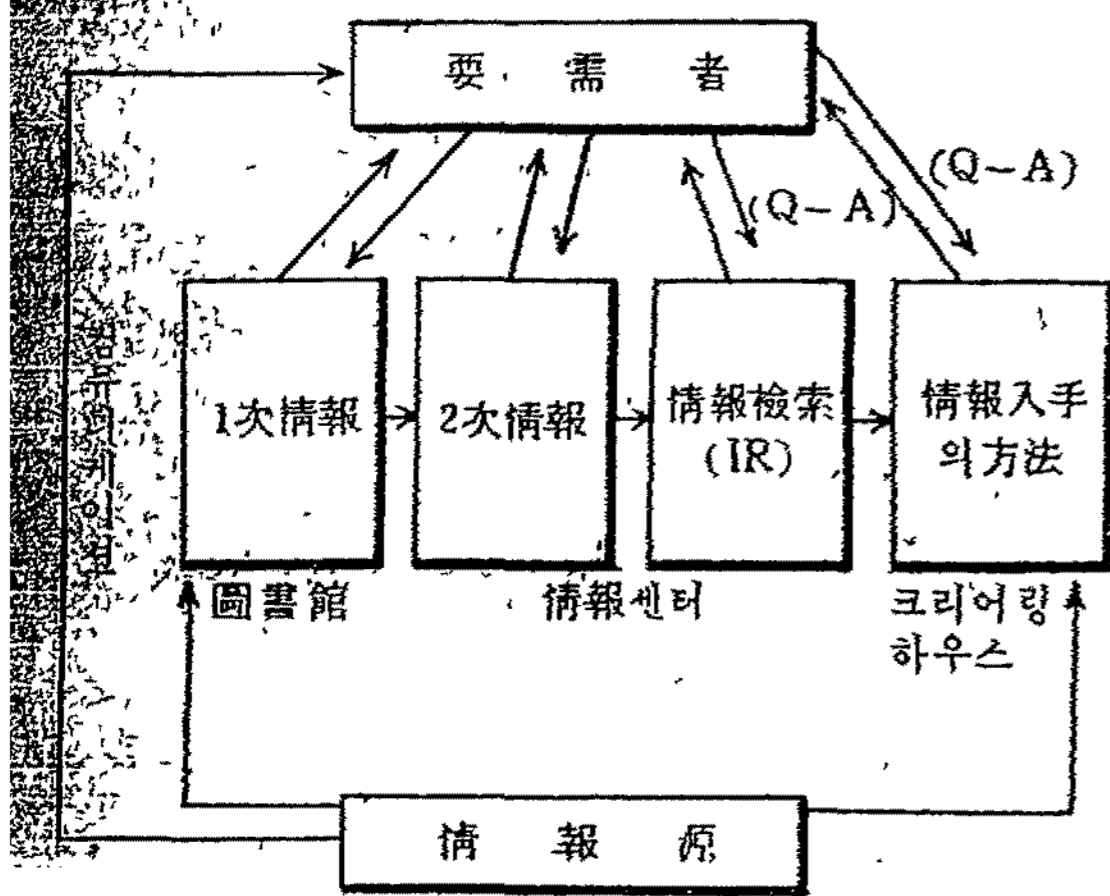 要 需 者
(Q-A)
(Q-A)
1次情報
2次情報
情報檢索
(IR)
情報入手
의方法
圖書館
情報센터
크리어링
하우스
情 報 源